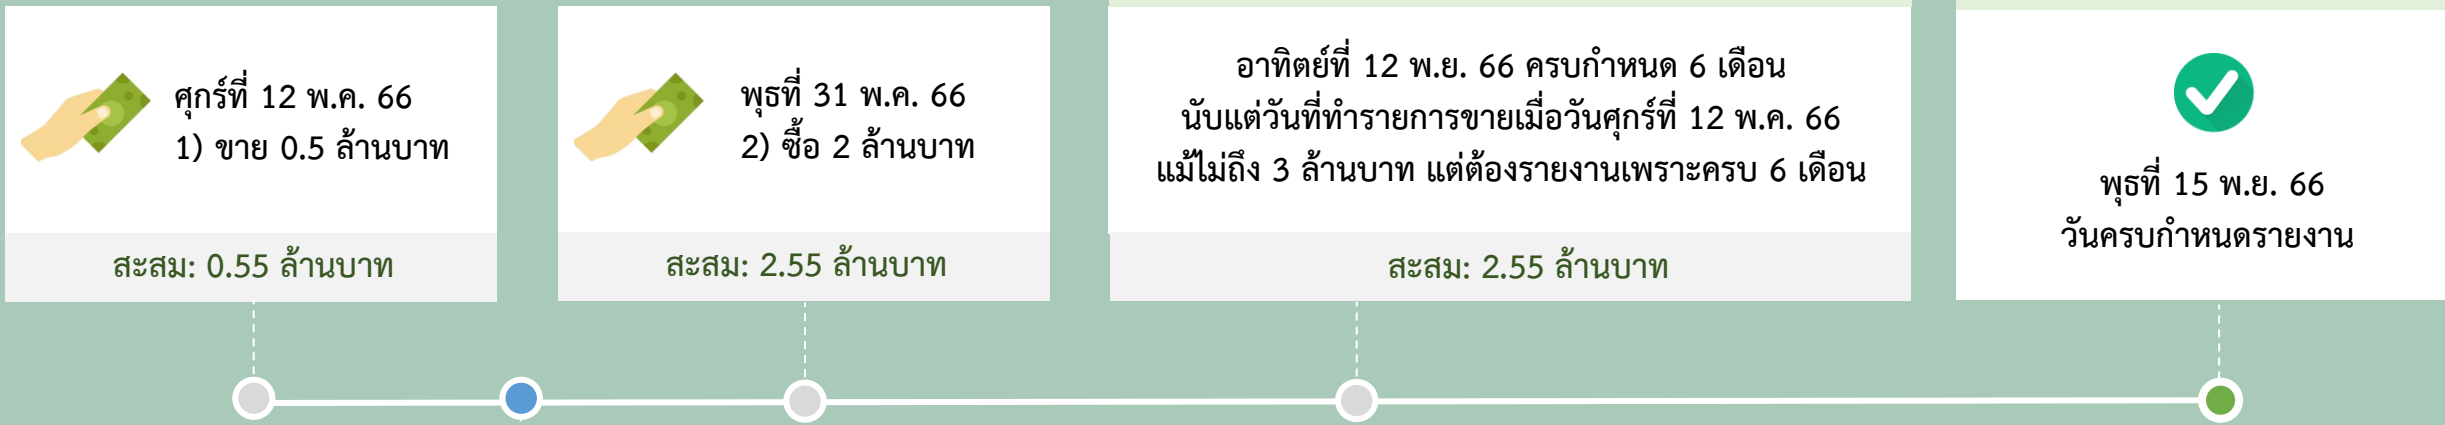 ศุกร์ที่ 12 พ.ค. 66
1) ขาย 0.5 ล้านบาท
สะสม: 0.55 ล้านบาท
พุธที่ 31 พ.ค. 66
2) ซื้อ 2 ล้านบาท
สะสม: 2.55 ล้านบาท
อาทิตย์ที่ 12 พ.ย. 66 ครบกำหนด 6 เดือน
นับแต่วันที่ทำรายการขายเมื่อวันศุกร์ที่ 12 พ.ค. 66
แม้ไม่ถึง 3 ล้านบาท แต่ต้องรายงานเพราะครบ 6 เดือน
สะสม: 2.55 ล้านบาท
พุธที่ 15 พ.ย. 66
วันครบกำหนดรายงาน